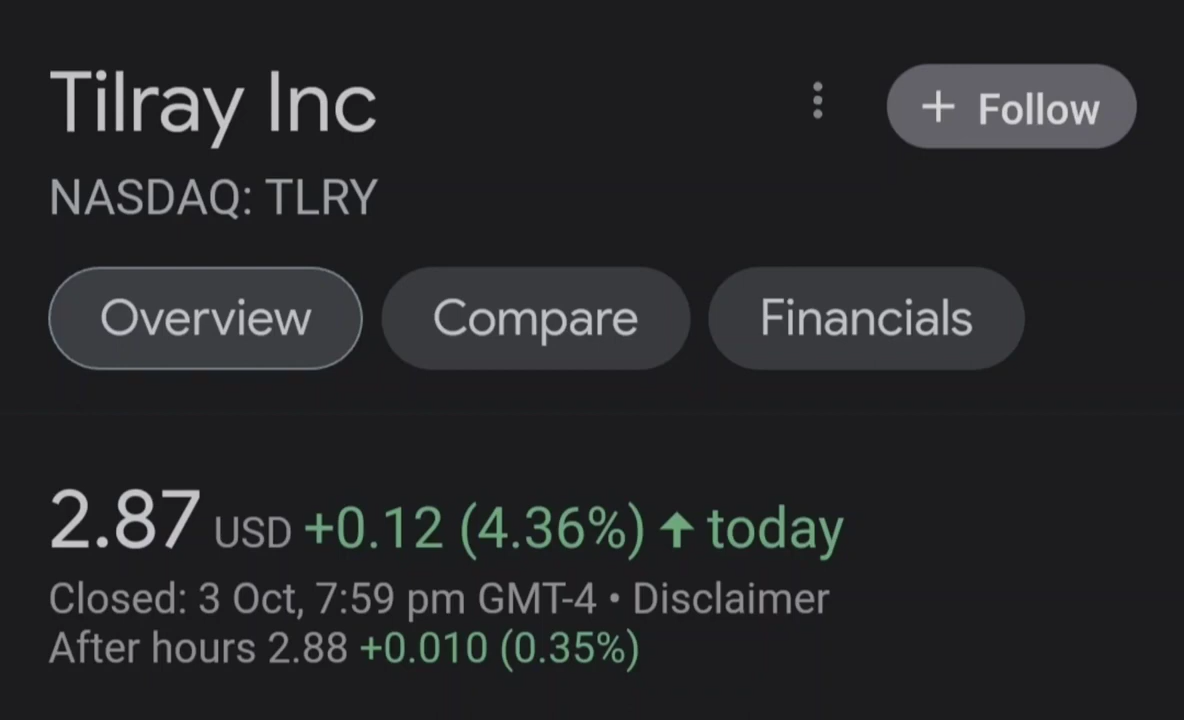 Tilray Inc
+ Follow
NASDAQ: TLRY
Overview
Compare
Financials
2.87 USD +0.12 (4.36%) ↑ today
Closed: 3 Oct, 7:59 pm GMT-4 • Disclaimer
After hours 2.88 +0.010 (0.35%)